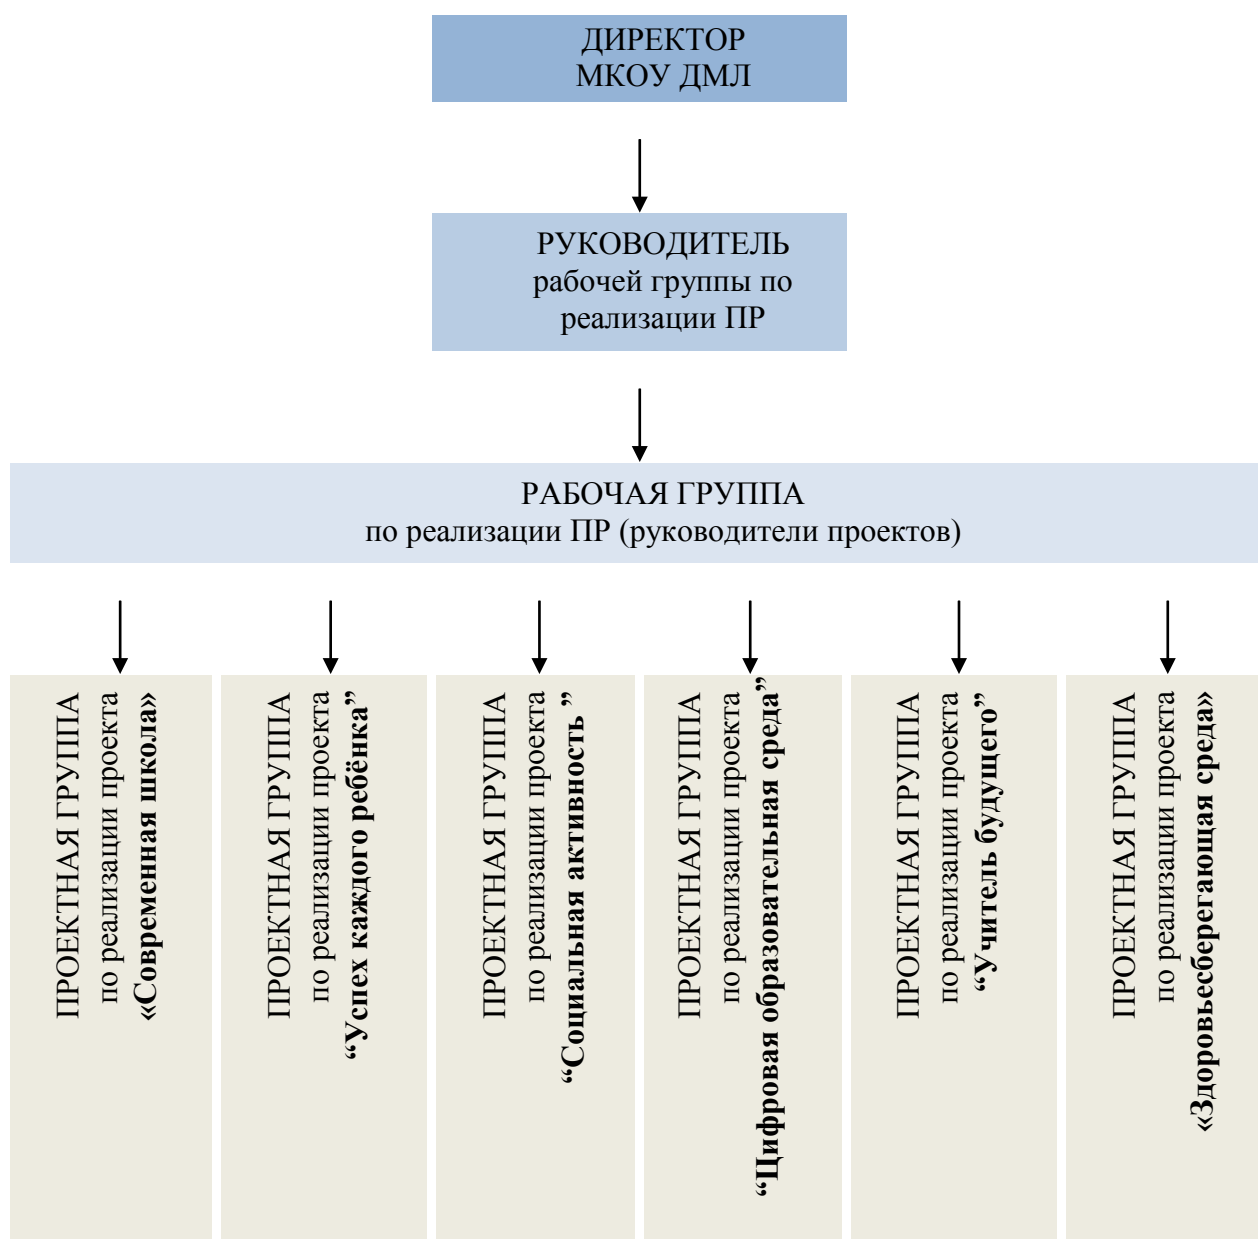 ДИРЕКТОР
МКОУ ДМЛ
РУКОВОДИТЕЛЬ
рабочей группы по
реализации ПР
РАБОЧАЯ ГРУППА
по реализации ПР (руководители проектов)
ПРОЕКТНАЯ ГРУППА
по реализации проекта
«Современная школа»
ПРОЕКТНАЯ ГРУППА
по реализации проекта
“Успех каждого ребёнка”
ПРОЕКТНАЯ ГРУППА
по реализации проекта
“Социальная активность ”
ПРОЕКТНАЯ ГРУППА
по реализации проекта
“Цифровая образовательная среда”
ПРОЕКТНАЯ ГРУППА
по реализации проекта
“Учитель будущего”
ПРОЕКТНАЯ ГРУППА
по реализации проекта
«Здоровьесберегающая среда»